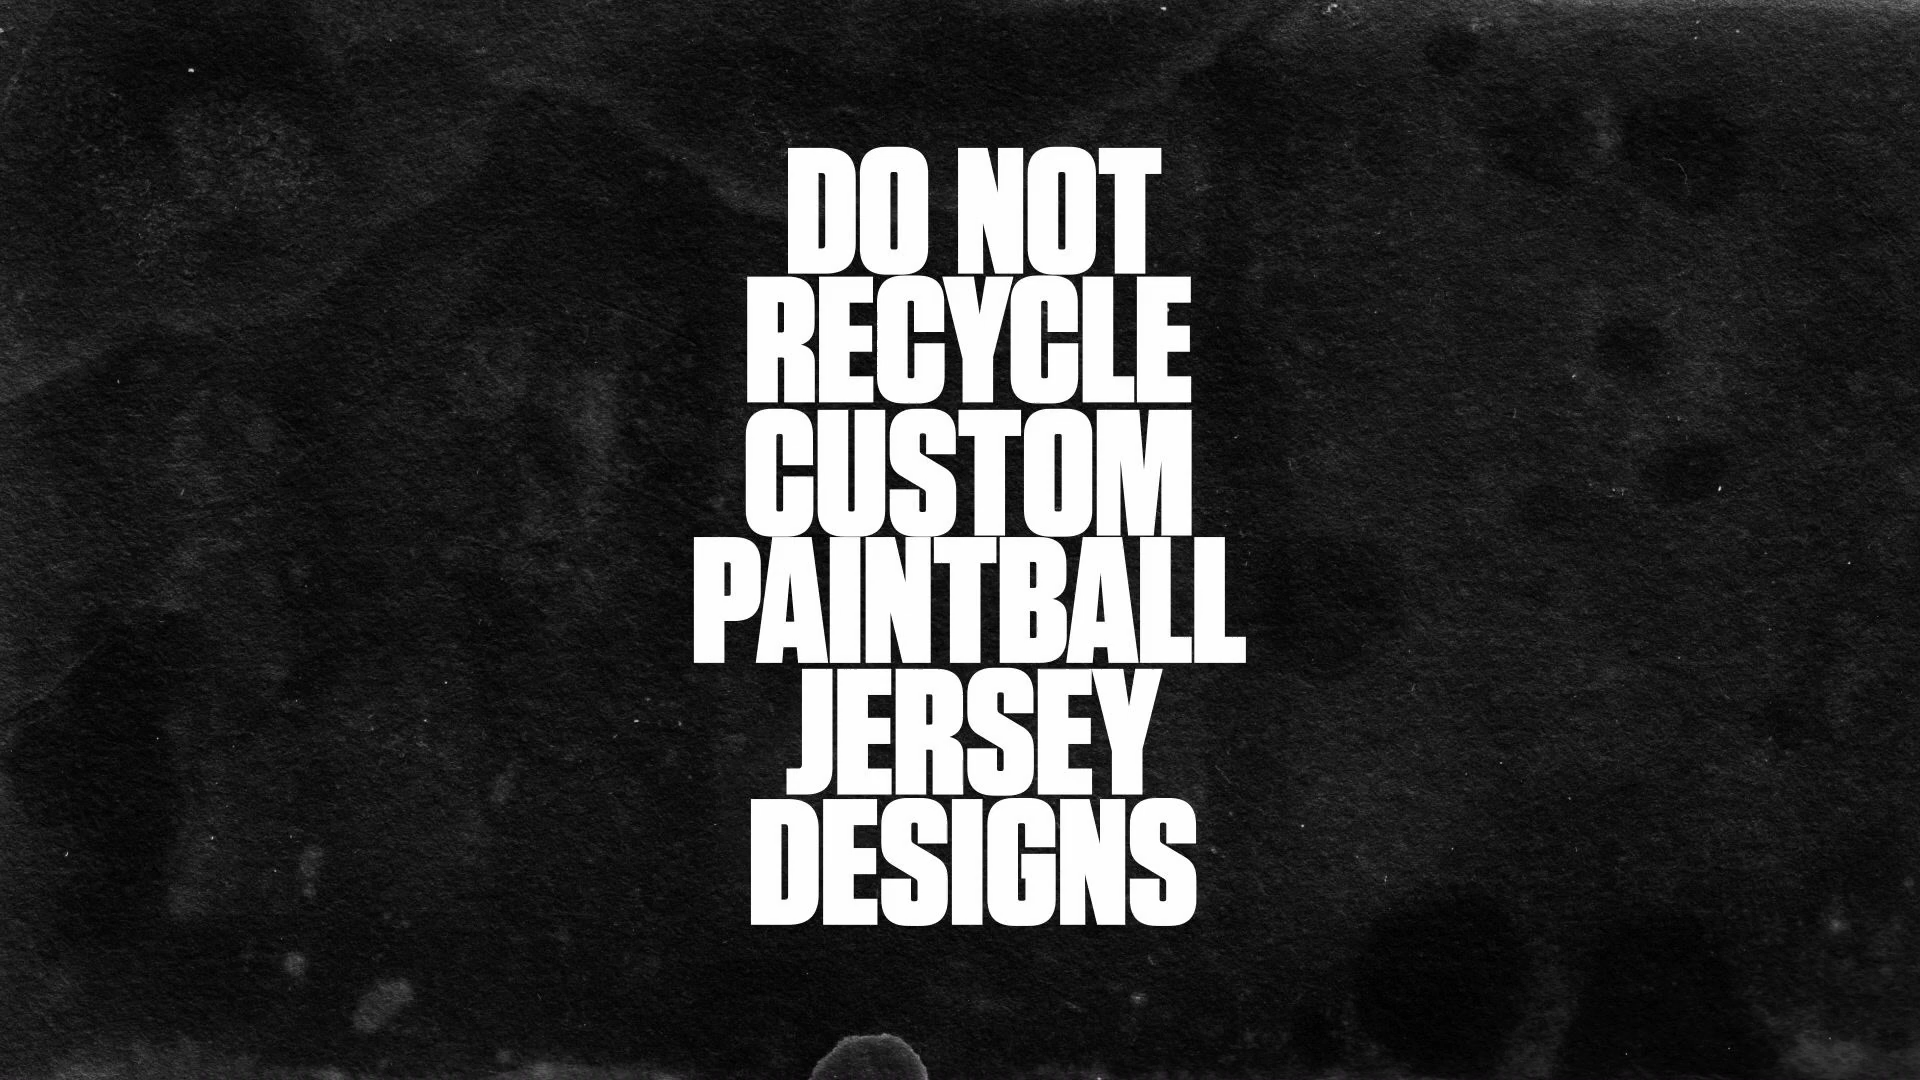 DO NOT
RECYCLE
CUSTOM
PAINTBALL
JERSEY
DESIGNS